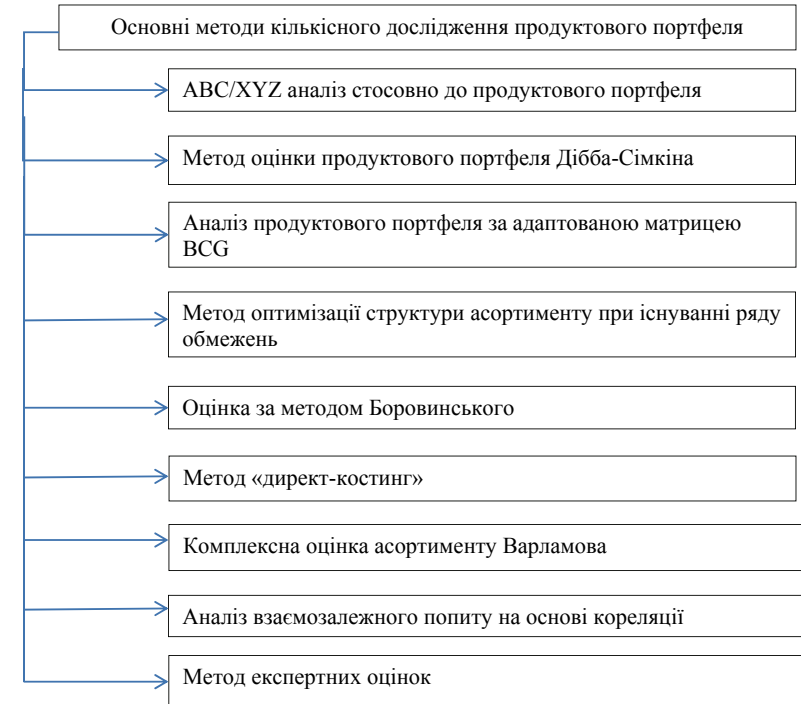 Основні методи кількісного дослідження продуктового портфеля
ABC/XYZ аналіз стосовно до продуктового портфеля
Метод оцінки продуктового портфеля Дібба-Сімкіна
Аналіз продуктового портфеля за адаптованою матрицею
BCG
Метод оптимізації структури асортименту при існуванні ряду
обмежень
Оцінка за методом Боровинського
Метод «директ-костинг»
Комплексна оцінка асортименту Варламова
Аналіз взаємозалежного попиту на основі кореляції
Метод експертних оцінок